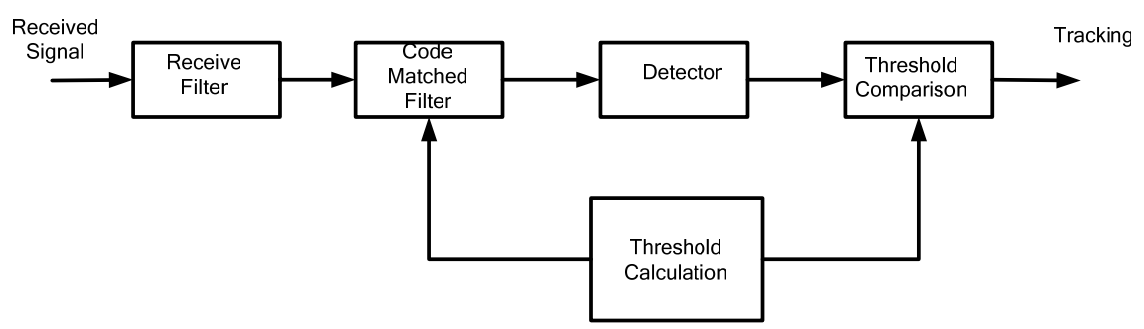 Received
Signal
Receive
Filter
Code
Matched
Filter
Detector
Threshold
Comparison
Tracking
Threshold
Calculation